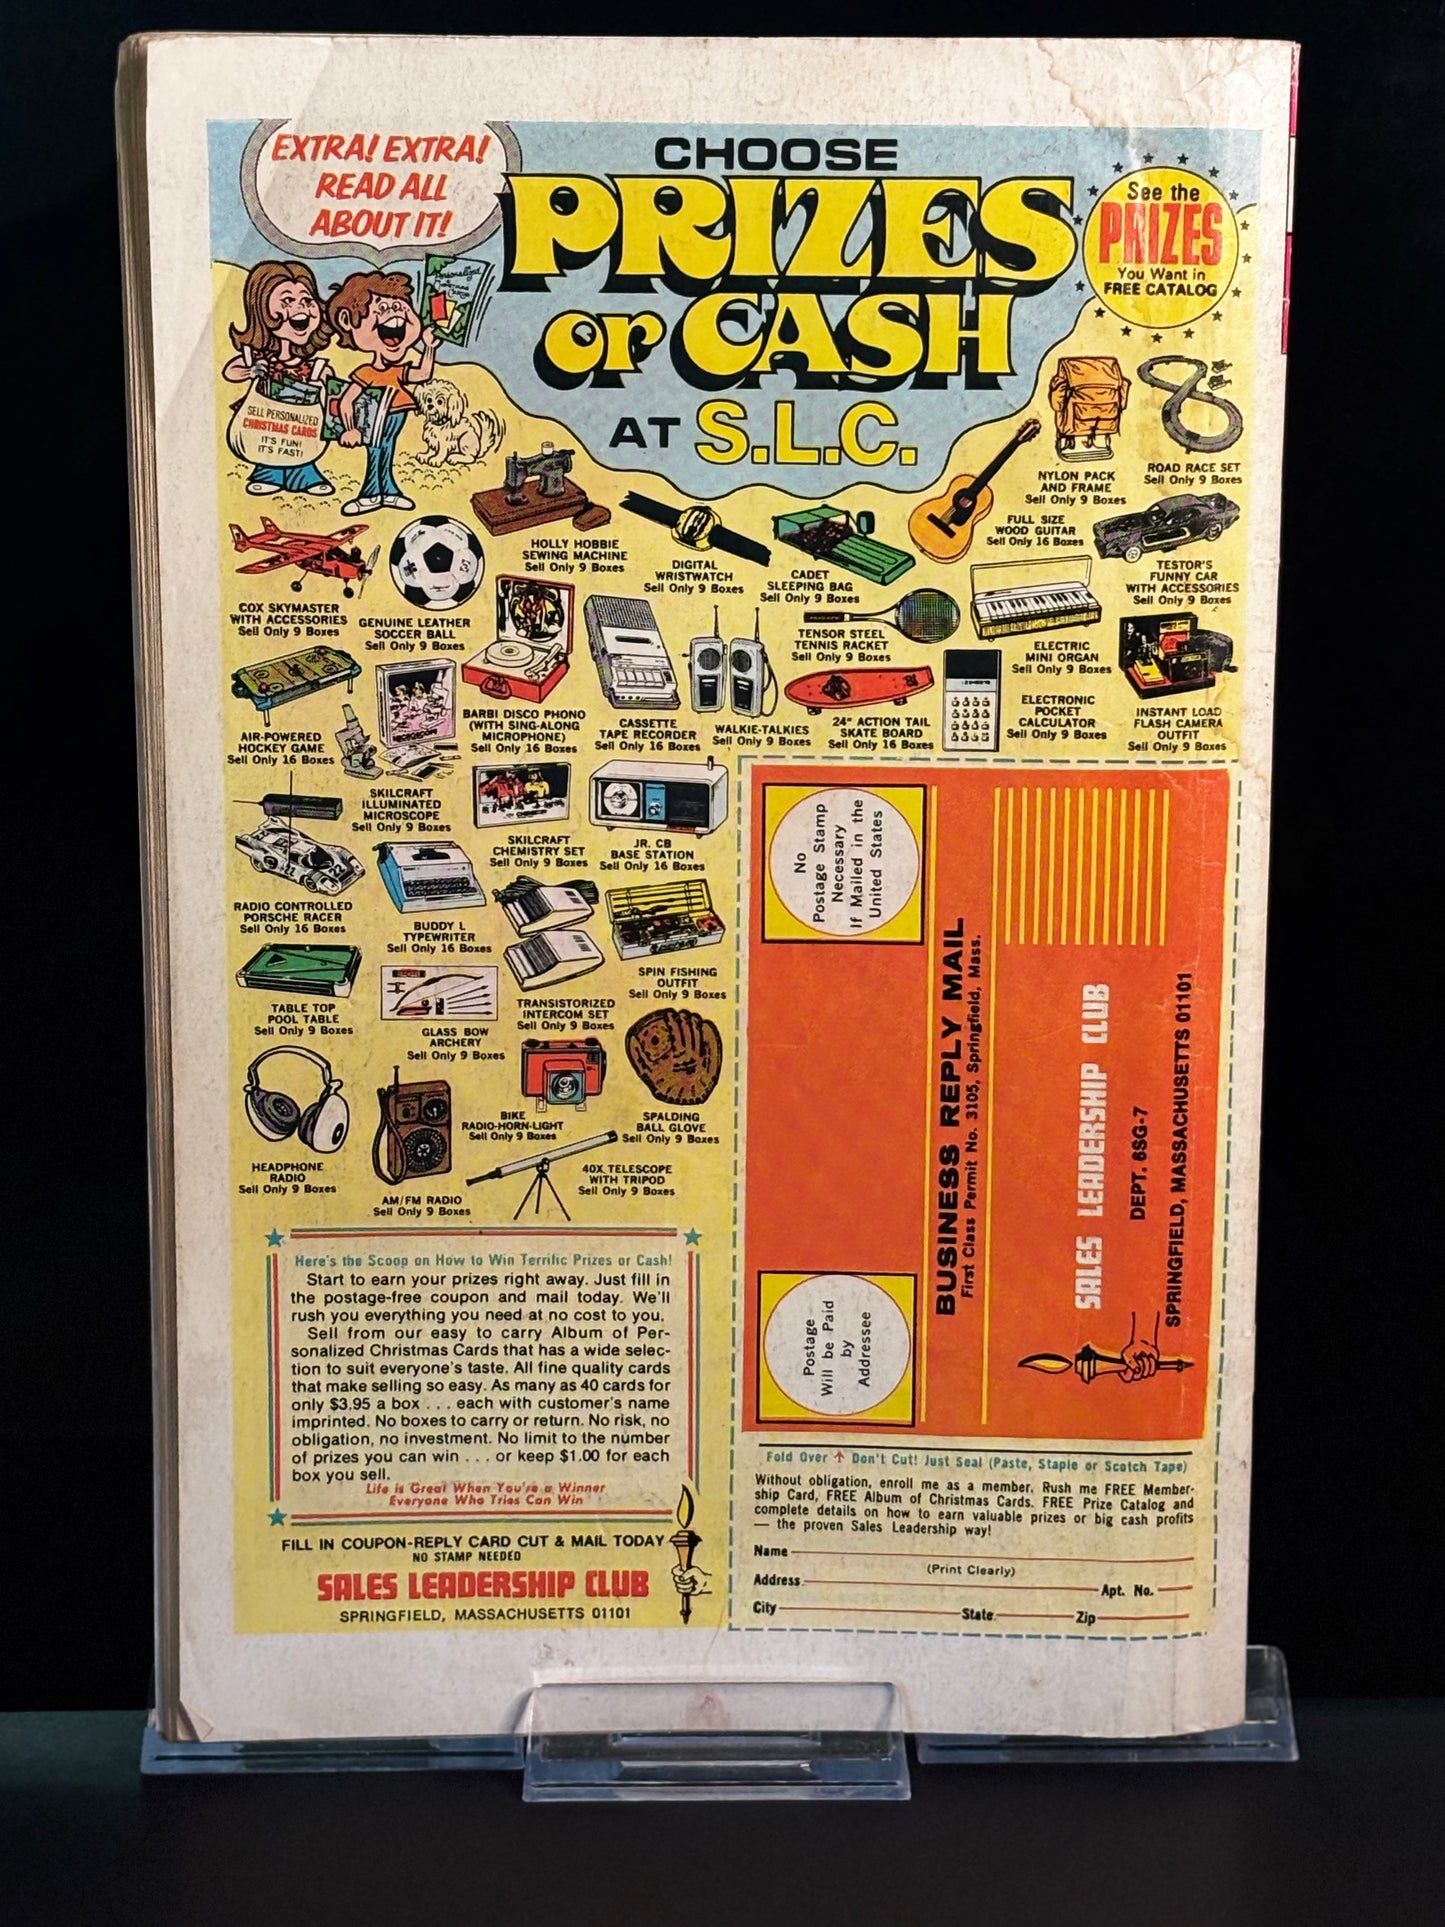 EXTRA! EXTRA!
READ ALL
ABOUT IT!
CHOOSE
PRIZES
or CASH
AT S.L.C.
See the
PRIZES
You Want in
FREE CATALOG
SELL PERSONALIZED
CHRISTMAS CARDS
IT'S FUN!
IT'S FAST!
Personalized
Christmas
Cards
NYLON PACK
AND FRAME
Sell Only 9 Boxes
ROAD RACE SET
Sell Only 9 Boxes
HOLLY HOBBIE
SEWING MACHINE
Sell Only 9 Boxes
DIGITAL
WRISTWATCH
Sell Only 9 Boxes
CADET
SLEEPING BAG
Sell Only 9 Boxes
FULL SIZE
WOOD GUITAR
Sell Only 16 Boxes
TESTOR'S
FUNNY CAR
WITH ACCESSORIES
Sell Only 9 Boxes
COX SKYMASTER
WITH ACCESSORIES
Sell Only 9 Boxes
GENUINE LEATHER
SOCCER BALL
Sell Only 9 Boxes
TENSOR STEEL
TENNIS RACKET
Sell Only 9 Boxes
ELECTRIC
MINI ORGAN
Sell Only 9 Boxes
AIR-POWERED
HOCKEY GAME
Sell Only 16 Boxes
BARBI DISCO PHONO
(WITH SING-ALONG
MICROPHONE)
Sell Only 16 Boxes
CASSETTE
TAPE RECORDER
Sell Only 16 Boxes
WALKIE-TALKIES
Sell Only 9 Boxes
24" ACTION TAIL
SKATE BOARD
Sell Only 16 Boxes
ELECTRONIC
POCKET
CALCULATOR
Sell Only 9 Boxes
INSTANT LOAD
FLASH CAMERA
OUTFIT
Sell Only 9 Boxes
SKILCRAFT
ILLUMINATED
MICROSCOPE
Sell Only 9 Boxes
SKILCRAFT
CHEMISTRY SET
Sell Only 9 Boxes
JR. CB
BASE STATION
Sell Only 16 Boxes
22
22
RADIO CONTROLLED
PORSCHE RACER
Sell Only 16 Boxes
BUDDY L
TYPEWRITER
Sell Only 16 Boxes
TRANSISTORIZED
INTERCOM SET
Sell Only 9 Boxes
SPIN FISHING
OUTFIT
Sell Only 9 Boxes
TABLE TOP
POOL TABLE
Sell Only 9 Boxes
GLASS BOW
ARCHERY
Sell Only 9 Boxes
BIKE
RADIO-HORN-LIGHT
Sell Only 9 Boxes
SPALDING
BALL GLOVE
Sell Only 9 Boxes
HEADPHONE
RADIO
Sell Only 9 Boxes
AM/FM RADIO
Sell Only 9 Boxes
40X TELESCOPE
WITH TRIPOD
Sell Only 9 Boxes
Here's the Scoop on How to Win Terrific Prizes or Cash!
Start to earn your prizes right away. Just fill in
the postage-free coupon and mail today. We'll
rush you everything you need at no cost to you.
Sell from our easy to carry Album of Per-
sonalized Christmas Cards that has a wide selec-
tion to suit everyone's taste. All fine quality cards
that make selling so easy. As many as 40 cards for
only $3.95 a box . . . each with customer's name
imprinted. No boxes to carry or return. No risk, no
obligation, no investment. No limit to the number
of prizes you can win . . . or keep $1.00 for each
box you sell.
Life is Great When You're a Winner
Everyone Who Tries Can Win
FILL IN COUPON-REPLY CARD CUT & MAIL TODAY
NO STAMP NEEDED
SALES LEADERSHIP CLUB
SPRINGFIELD, MASSACHUSETTS 01101
No
Postage Stamp
Necessary
If Mailed in the
United States
Postage
Will be Paid
by
Addressee
BUSINESS REPLY MAIL
First Class Permit No. 3105, Springfield, Mass.
SALES LEADERSHIP CLUB
DEPT. 6SG-7
SPRINGFIELD, MASSACHUSETTS 01101
Fold Over ↑ Don't Cut! Just Seal (Paste, Staple or Scotch Tape)
Without obligation, enroll me as a member. Rush me FREE Member-
ship Card, FREE Album of Christmas Cards. FREE Prize Catalog and
complete details on how to earn valuable prizes or big cash profits
— the proven Sales Leadership way!
Name
(Print Clearly)
Address Apt. No.
City State Zip